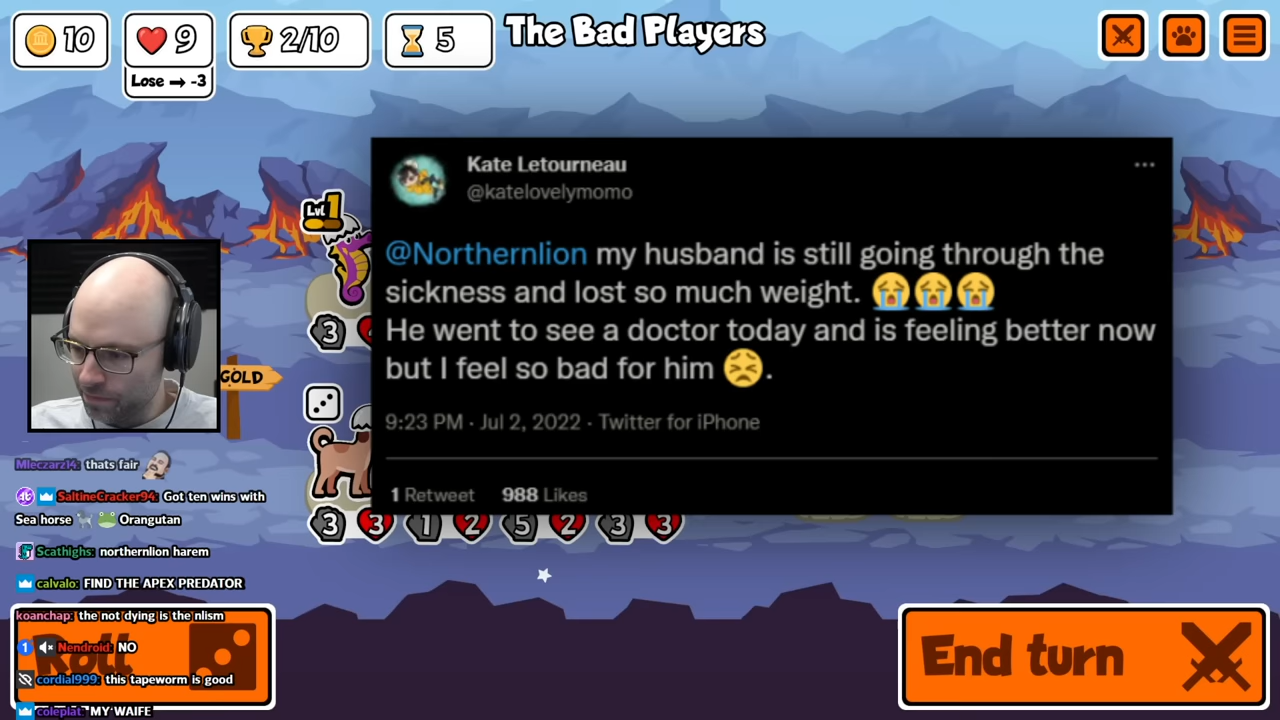 10
9
2/10
5
The Bad Players
Lose → -3
Kate Letourneau
@katelovelymomo
@Northernlion my husband is still going through the
sickness and lost so much weight. 😭😭😭
He went to see a doctor today and is feeling better now
but I feel so bad for him 😣.
9:23 PM · Jul 2, 2022 · Twitter for iPhone
1 Retweet 988 Likes
Lvl 1
3
GOLD
3 3 1 2 5 2 3 3
Mleczarz14: thats fair
SaltineCracker94: Got ten wins with
Sea horse 🐕 🐸 Orangutan
Scathighs: northernlion harem
calvalo: FIND THE APEX PREDATOR
koanchap: the not dying is the nlism
1 Nendroid: NO
cordial999: this tapeworm is good
coleplat: MY WAIFE
Roll
End turn